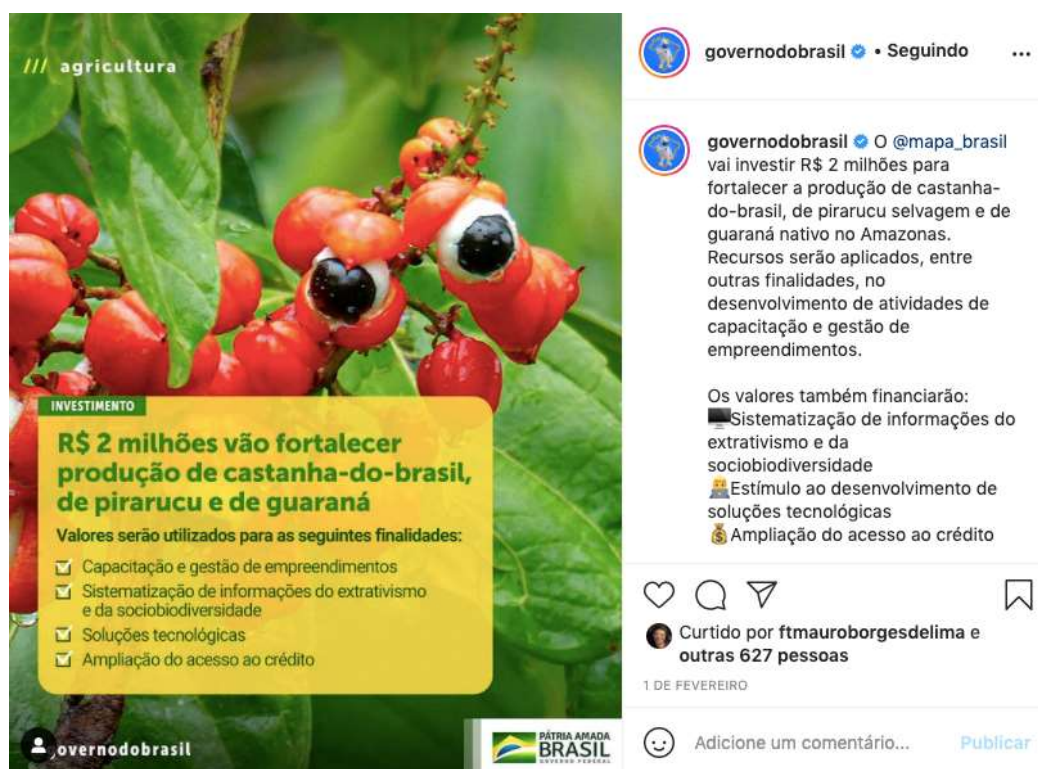 /// agricultura
INVESTIMENTO
R$ 2 milhões vão fortalecer
produção de castanha-do-brasil,
de pirarucu e de guaraná
Valores serão utilizados para as seguintes finalidades:
Capacitação e gestão de empreendimentos
Sistematização de informações do extrativismo
e da sociobiodiversidade
Soluções tecnológicas
Ampliação do acesso ao crédito
overnodobrasil
PÁTRIA AMADA
BRASIL
GOVERNO FEDERAL
governodobrasil • Seguindo
...
governodobrasil O @mapa_brasil
vai investir R$ 2 milhões para
fortalecer a produção de castanha-
do-brasil, de pirarucu selvagem e de
guaraná nativo no Amazonas.
Recursos serão aplicados, entre
outras finalidades, no
desenvolvimento de atividades de
capacitação e gestão de
empreendimentos.
Os valores também financiarão:
🖥️Sistematização de informações do
extrativismo e da
sociobiodiversidade
👨‍💻Estímulo ao desenvolvimento de
soluções tecnológicas
💰Ampliação do acesso ao crédito
Curtido por ftmauroborgesdelima e
outras 627 pessoas
1 DE FEVEREIRO
Adicione um comentário...
Publicar